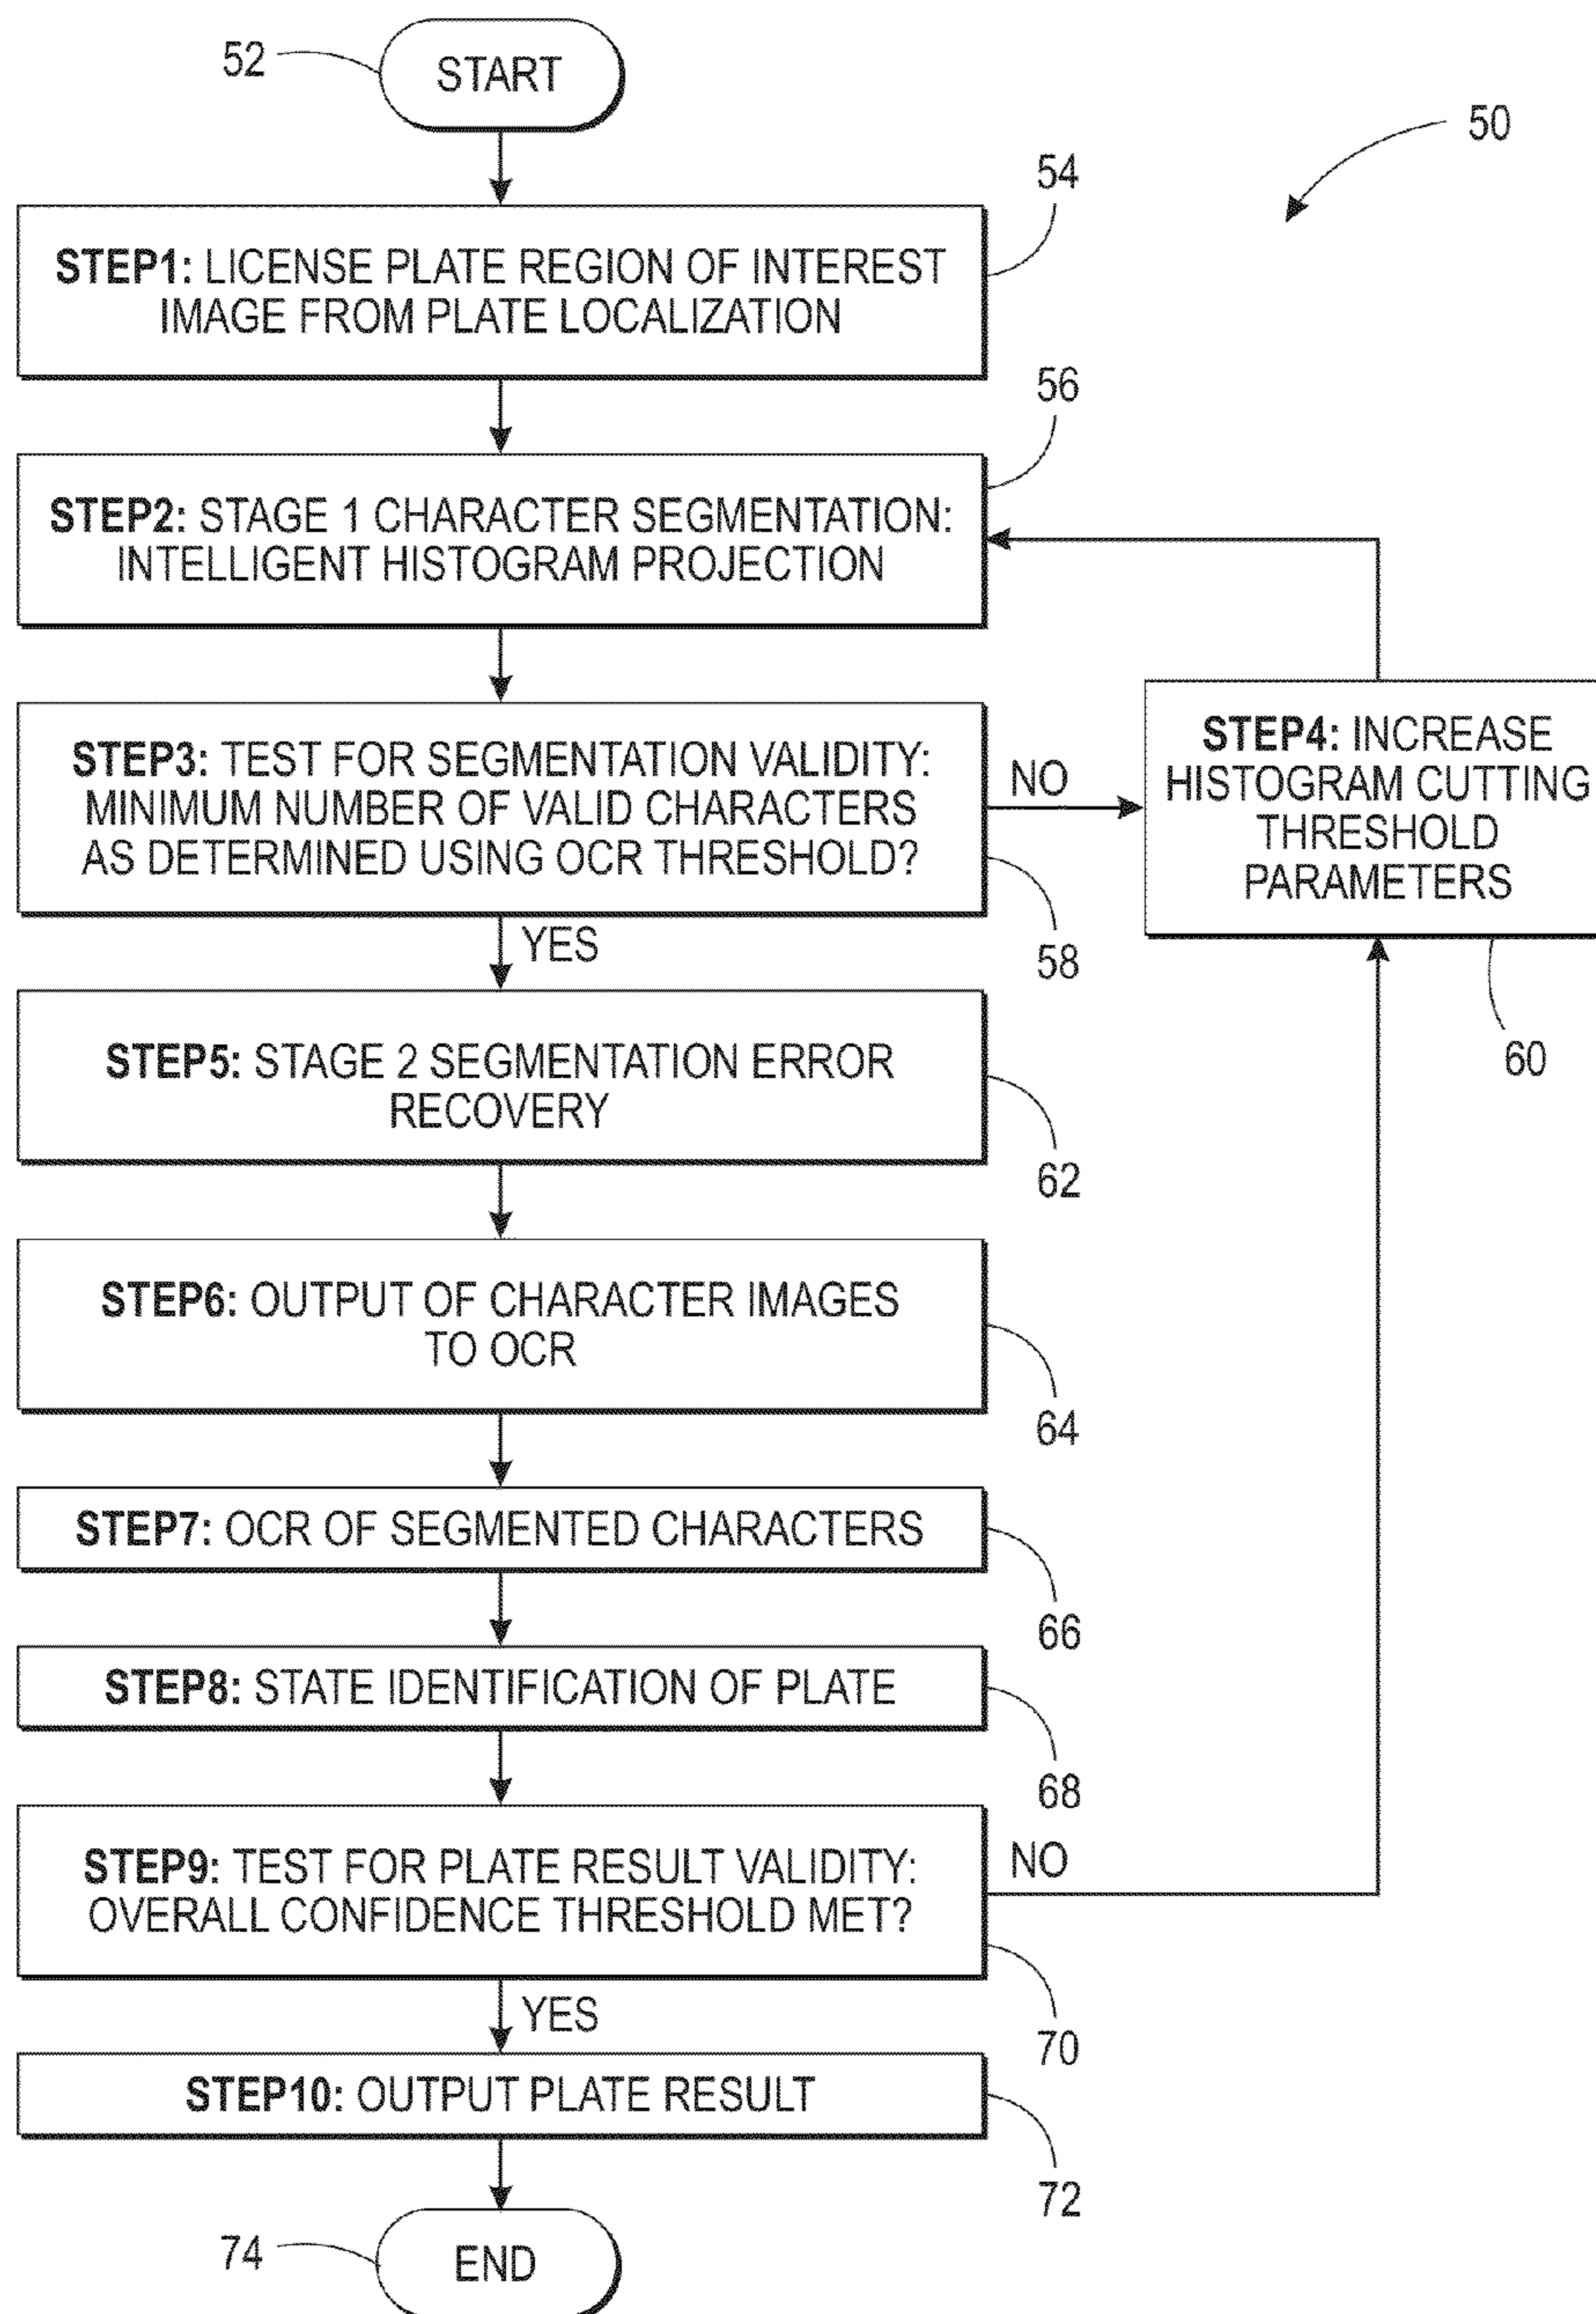 52
START
50
54
STEP1: LICENSE PLATE REGION OF INTEREST
IMAGE FROM PLATE LOCALIZATION
56
STEP2: STAGE 1 CHARACTER SEGMENTATION:
INTELLIGENT HISTOGRAM PROJECTION
STEP3: TEST FOR SEGMENTATION VALIDITY:
MINIMUM NUMBER OF VALID CHARACTERS
AS DETERMINED USING OCR THRESHOLD?
NO
STEP4: INCREASE
HISTOGRAM CUTTING
THRESHOLD
PARAMETERS
58
YES
60
STEP5: STAGE 2 SEGMENTATION ERROR
RECOVERY
62
STEP6: OUTPUT OF CHARACTER IMAGES
TO OCR
64
STEP7: OCR OF SEGMENTED CHARACTERS
66
STEP8: STATE IDENTIFICATION OF PLATE
68
STEP9: TEST FOR PLATE RESULT VALIDITY:
OVERALL CONFIDENCE THRESHOLD MET?
NO
70
YES
STEP10: OUTPUT PLATE RESULT
72
74
END